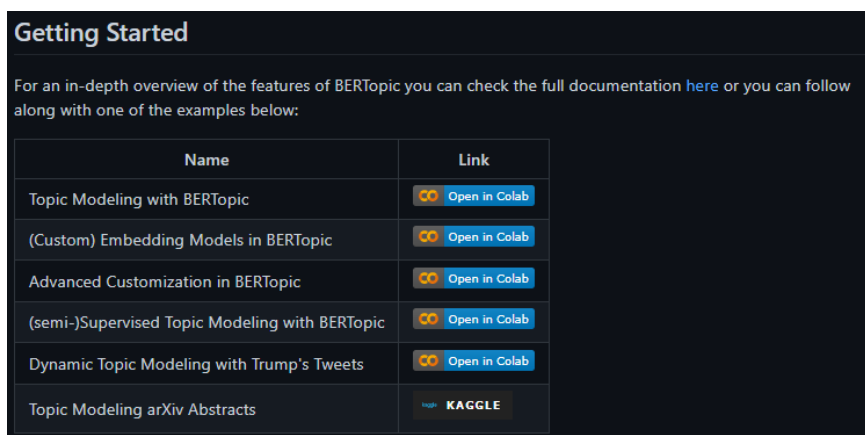 Getting Started
For an in-depth overview of the features of BERTopic you can check the full documentation here or you can follow
along with one of the examples below:
Name Link
Topic Modeling with BERTopic Open in Colab
(Custom) Embedding Models in BERTopic Open in Colab
Advanced Customization in BERTopic Open in Colab
(semi-)Supervised Topic Modeling with BERTopic Open in Colab
Dynamic Topic Modeling with Trump's Tweets Open in Colab
Topic Modeling arXiv Abstracts kaggle KAGGLE